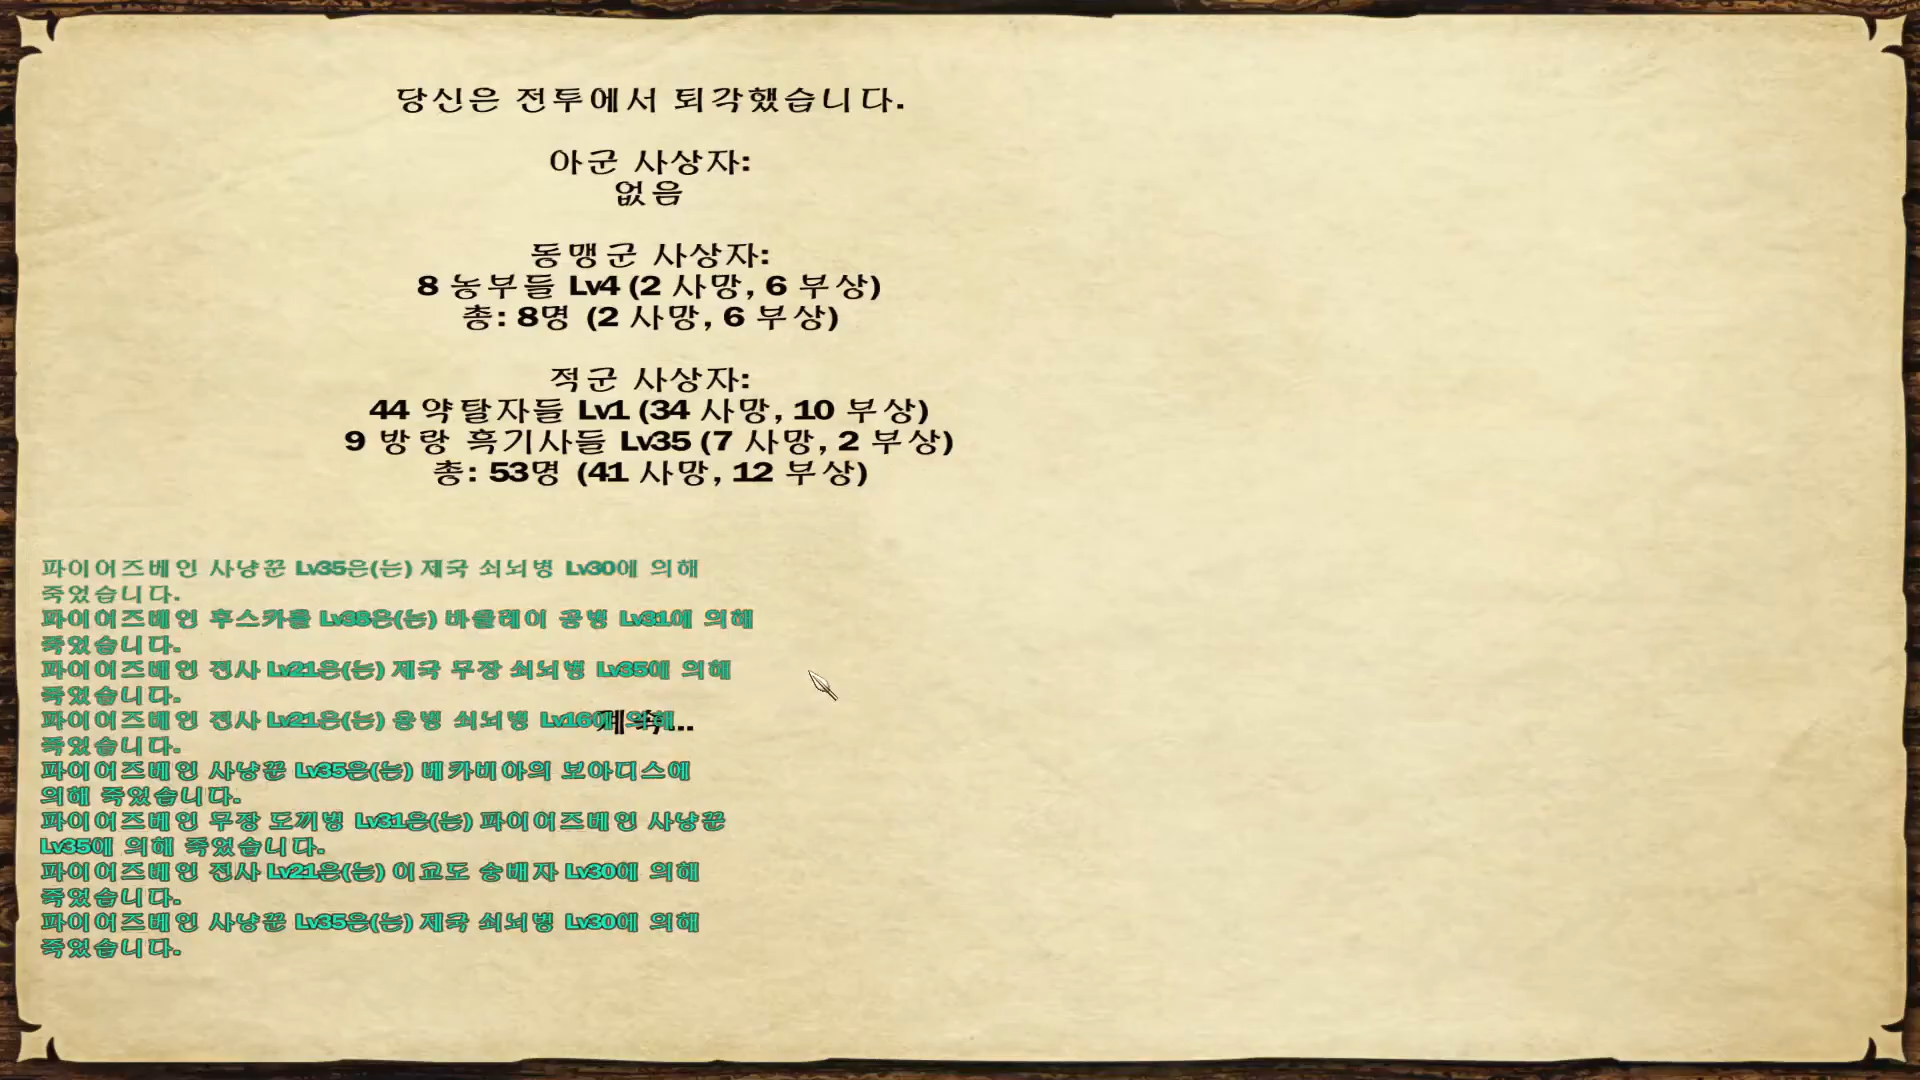 당신은 전투에서 퇴각했습니다.
아군 사상자:
없음
동맹군 사상자:
8 농부들 Lv4 (2 사망, 6 부상)
총: 8명 (2 사망, 6 부상)
적군 사상자:
44 약탈자들 Lv1 (34 사망, 10 부상)
9 방랑 흑기사들 Lv35 (7 사망, 2 부상)
총: 53명 (41 사망, 12 부상)
파이어즈베인 사냥꾼 Lv35은(는) 제국 쇠뇌병 Lv30에 의해
죽었습니다.
파이어즈베인 후스카를 Lv38은(는) 바클레이 궁병 Lv31에 의해
죽었습니다.
파이어즈베인 전사 Lv21은(는) 제국 무장 쇠뇌병 Lv35에 의해
죽었습니다.
파이어즈베인 전사 Lv21은(는) 용병 쇠뇌병 Lv16에 의해
계속...
죽었습니다.
파이어즈베인 사냥꾼 Lv35은(는) 베카비아의 보아디스에
의해 죽었습니다.
파이어즈베인 무장 도끼병 Lv31은(는) 파이어즈베인 사냥꾼
Lv35에 의해 죽었습니다.
파이어즈베인 전사 Lv21은(는) 이교도 숭배자 Lv30에 의해
죽었습니다.
파이어즈베인 사냥꾼 Lv35은(는) 제국 쇠뇌병 Lv30에 의해
죽었습니다.